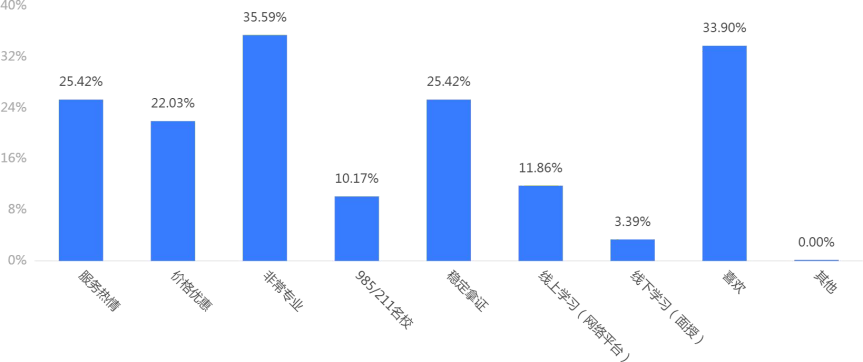 40%
32%
24%
16%
8%
0%
25.42%
22.03%
35.59%
10.17%
25.42%
11.86%
3.39%
33.90%
0.00%
服务热情
价格优惠
非常专业
985/211名校
稳定拿证
线上学习（网络平台）
线下学习（面授）
喜欢
其他